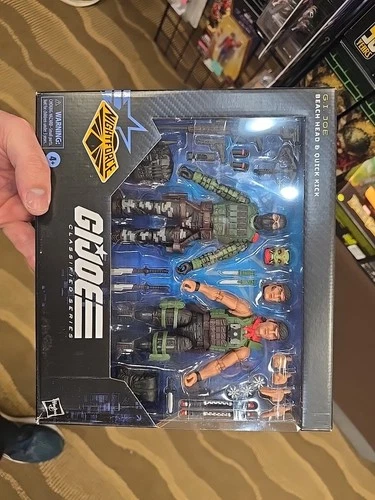 G.I. JOE
BEACH HEAD & QUICK KICK
WARNING:
4+
NIGHT FORCE
G.I. JOE
CLASSIFIED SERIES